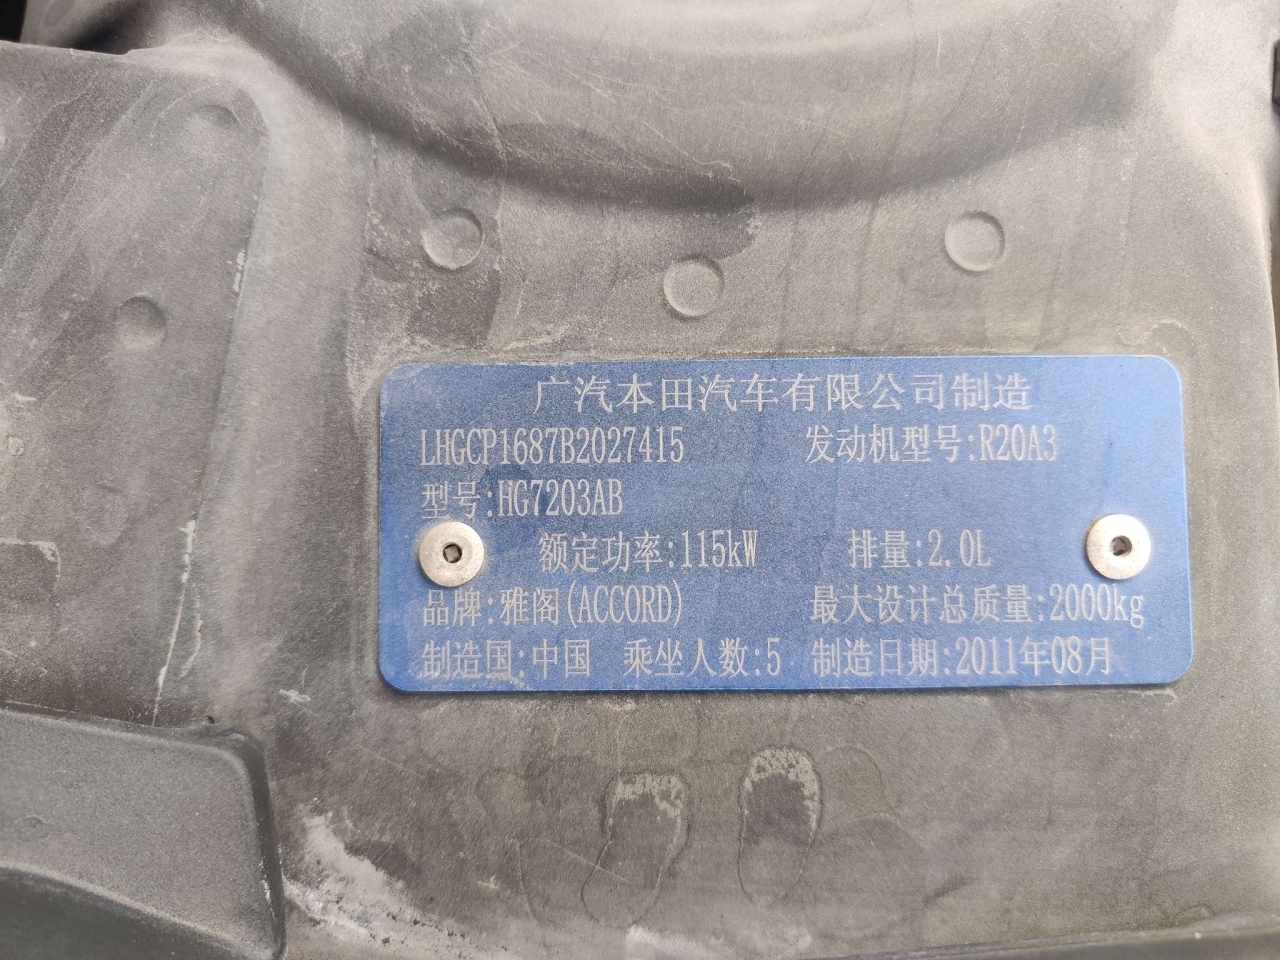 广汽本田汽车有限公司制造
LHGCP1687B2027415 发动机型号:R20A3
型号:HG7203AB
额定功率:115kW 排量:2.0L
品牌:雅阁(ACCORD) 最大设计总质量:2000kg
制造国:中国 乘坐人数:5 制造日期:2011年08月